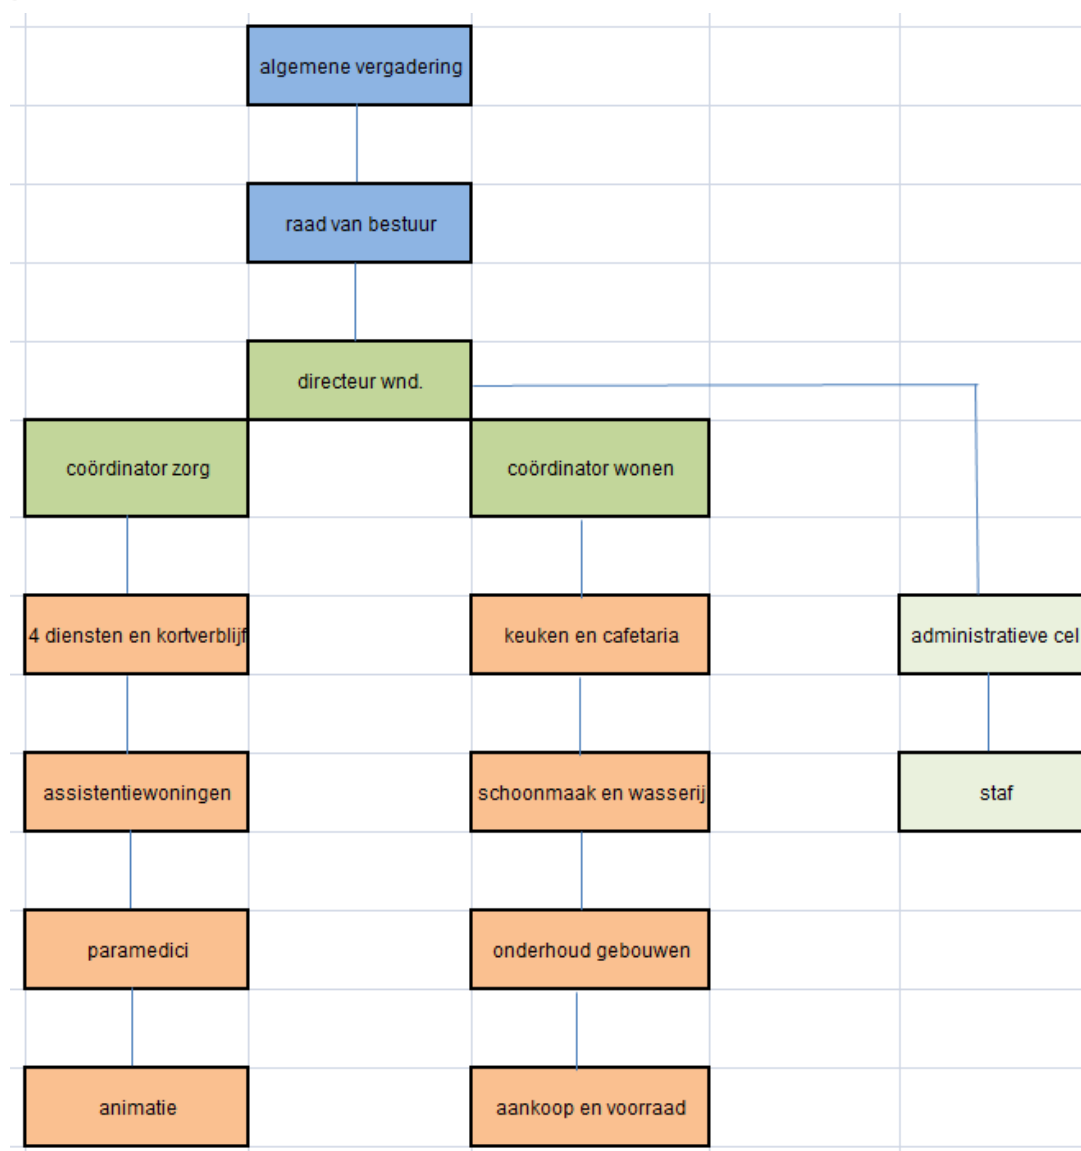 algemene vergadering
raad van bestuur
directeur wnd.
coördinator zorg
coördinator wonen
4 diensten en kortverblijf
keuken en cafetaria
administratieve cel
assistentiewoningen
schoonmaak en wasserij
staf
paramedici
onderhoud gebouwen
animatie
aankoop en voorraad